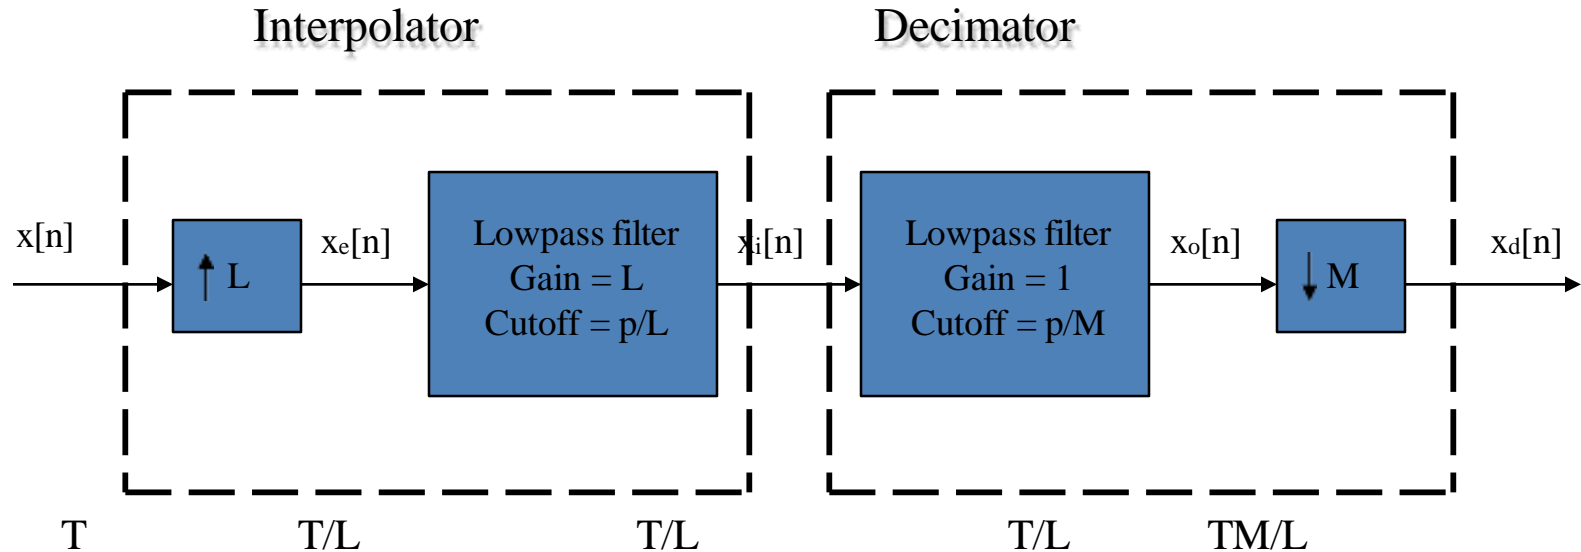 Interpolator
Decimator
x[n]
L
xe[n]
Lowpass filter
Gain = L
Cutoff = p/L
xi[n]
Lowpass filter
Gain = 1
Cutoff = p/M
xo[n]
M
xd[n]
T
T/L
T/L
T/L
TM/L